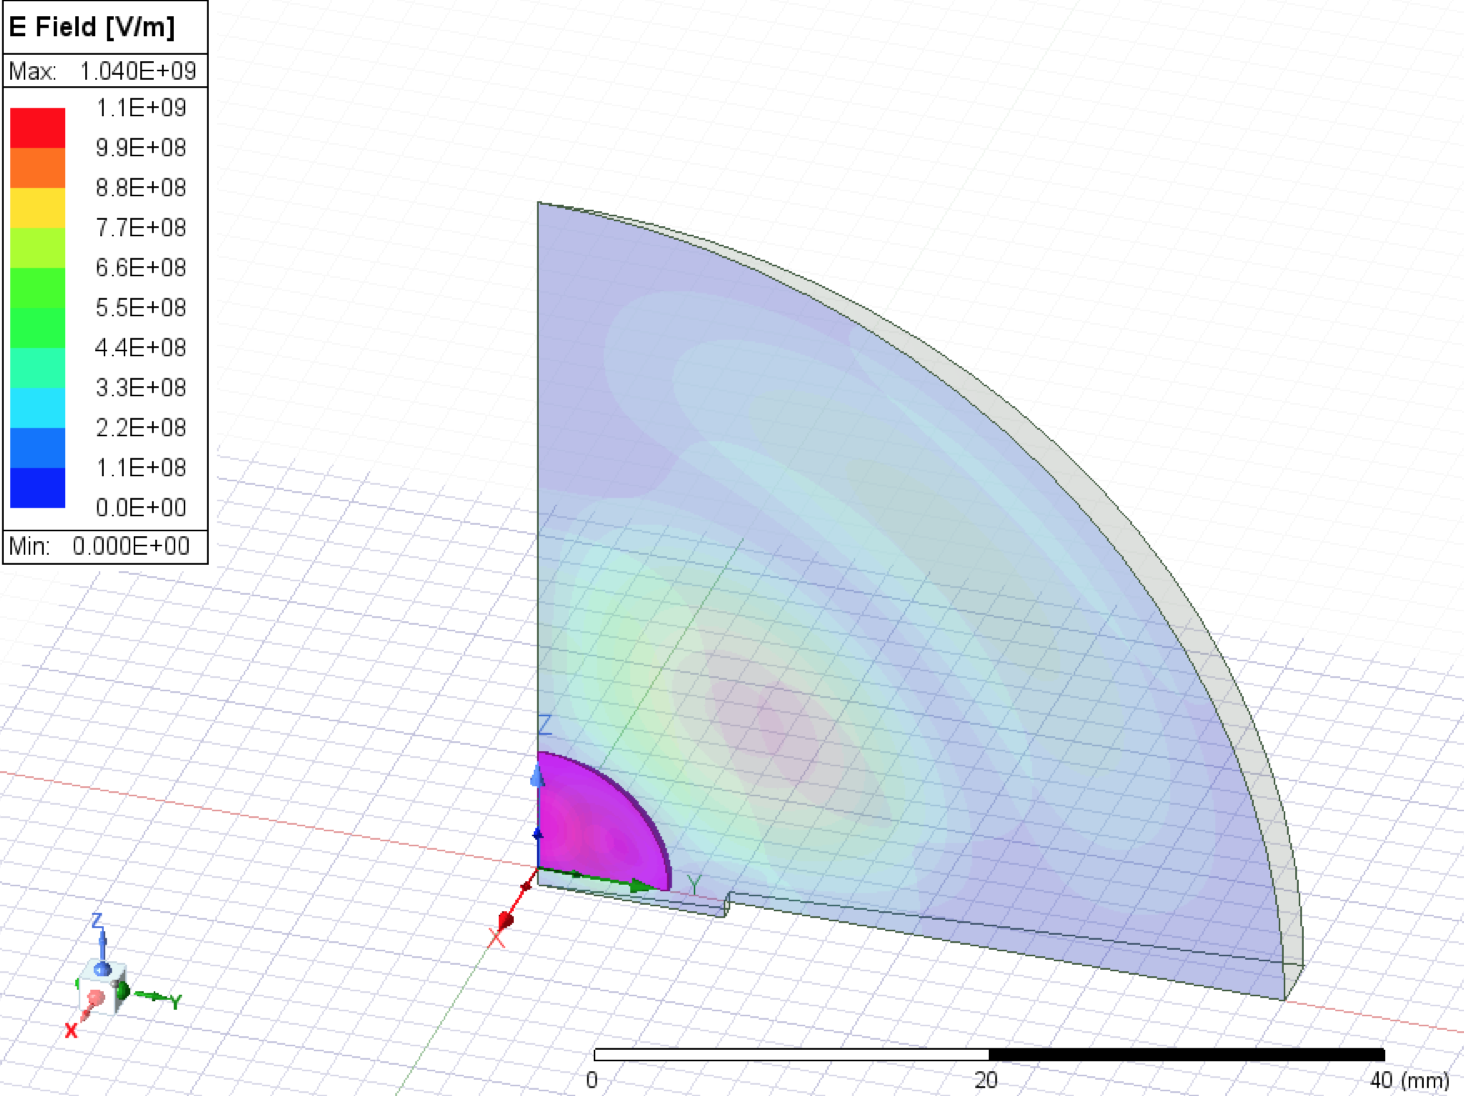 E Field [V/m]
Max: 1.040E+09
1.1E+09
9.9E+08
8.8E+08
7.7E+08
6.6E+08
5.5E+08
4.4E+08
3.3E+08
2.2E+08
1.1E+08
0.0E+00
Min: 0.000E+00
Z
Y
X
Z
Y
X
0 20 40 (mm)